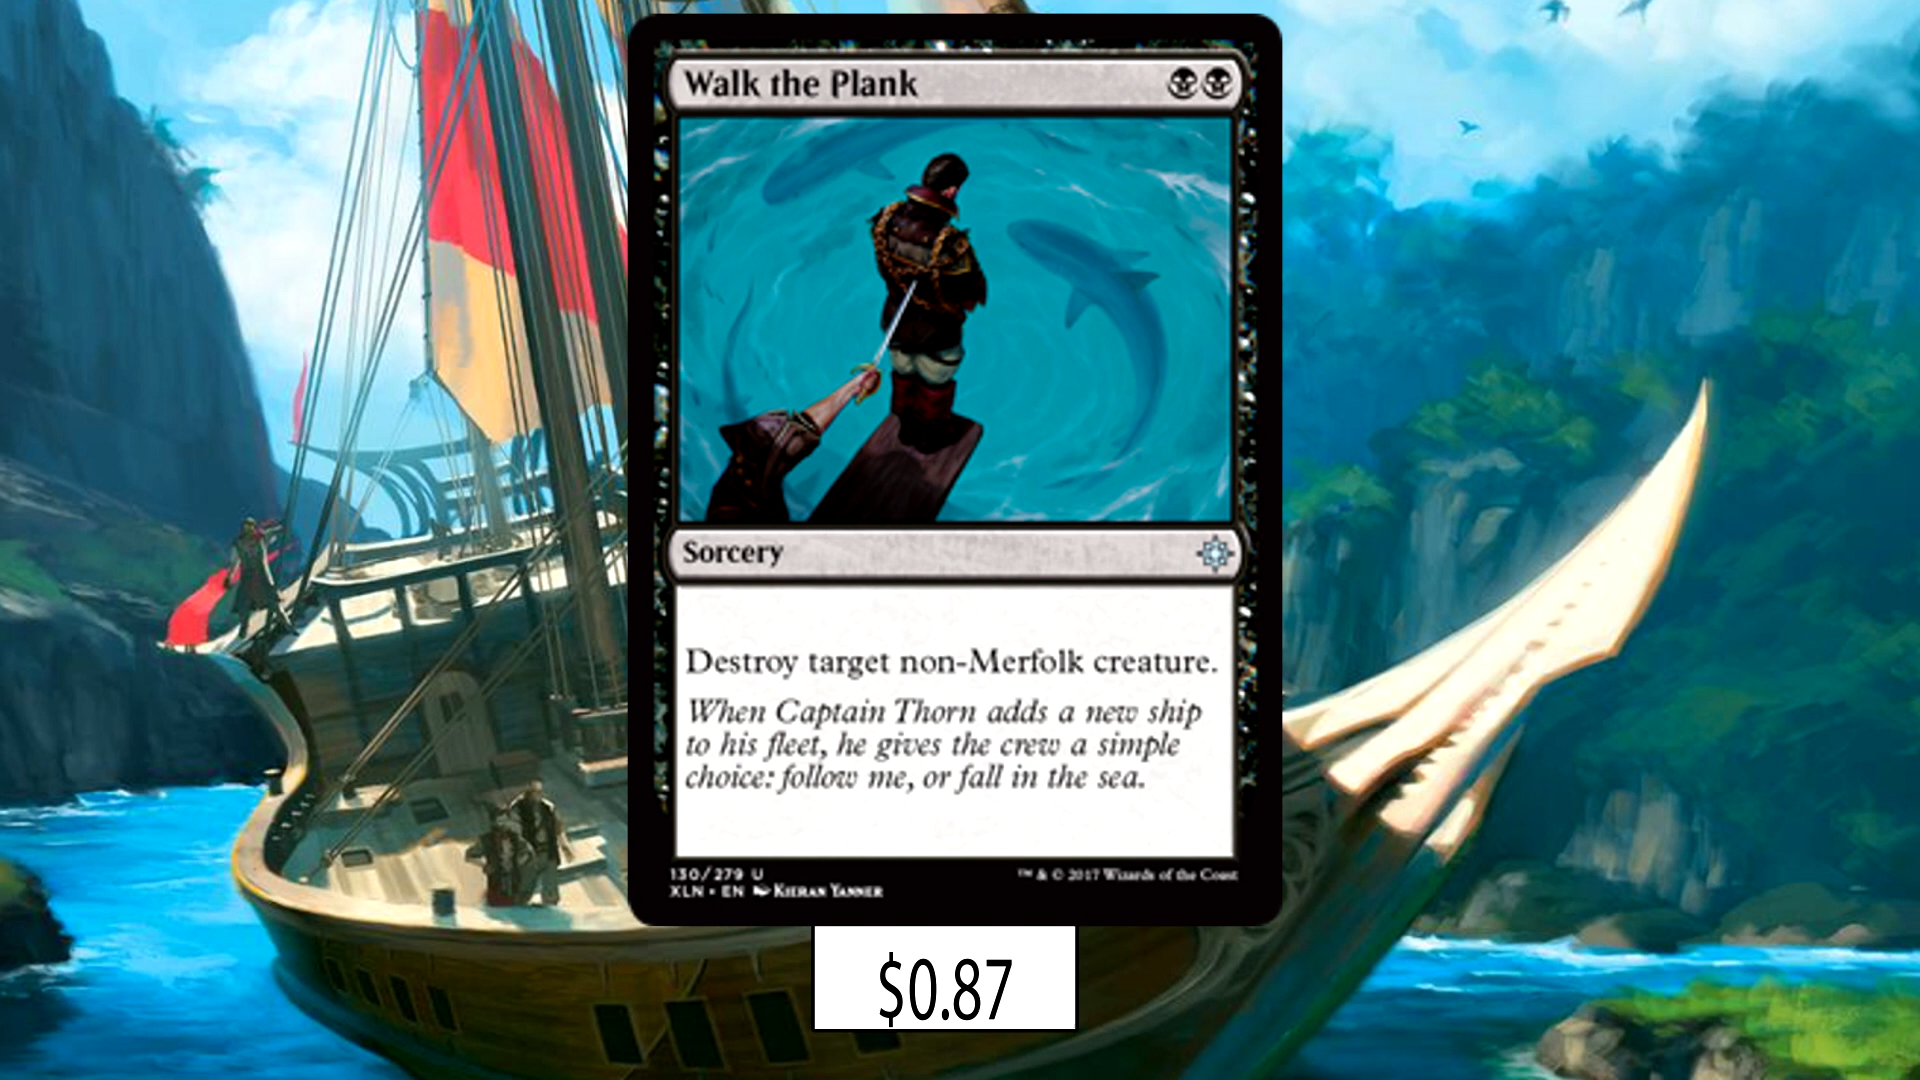 Walk the Plank
Sorcery
Destroy target non-Merfolk creature.
When Captain Thorn adds a new ship
to his fleet, he gives the crew a simple
choice: follow me, or fall in the sea.
130/279 U
XLN • EN KIERAN YANNER
™ & © 2017 Wizards of the Coast
$0.87